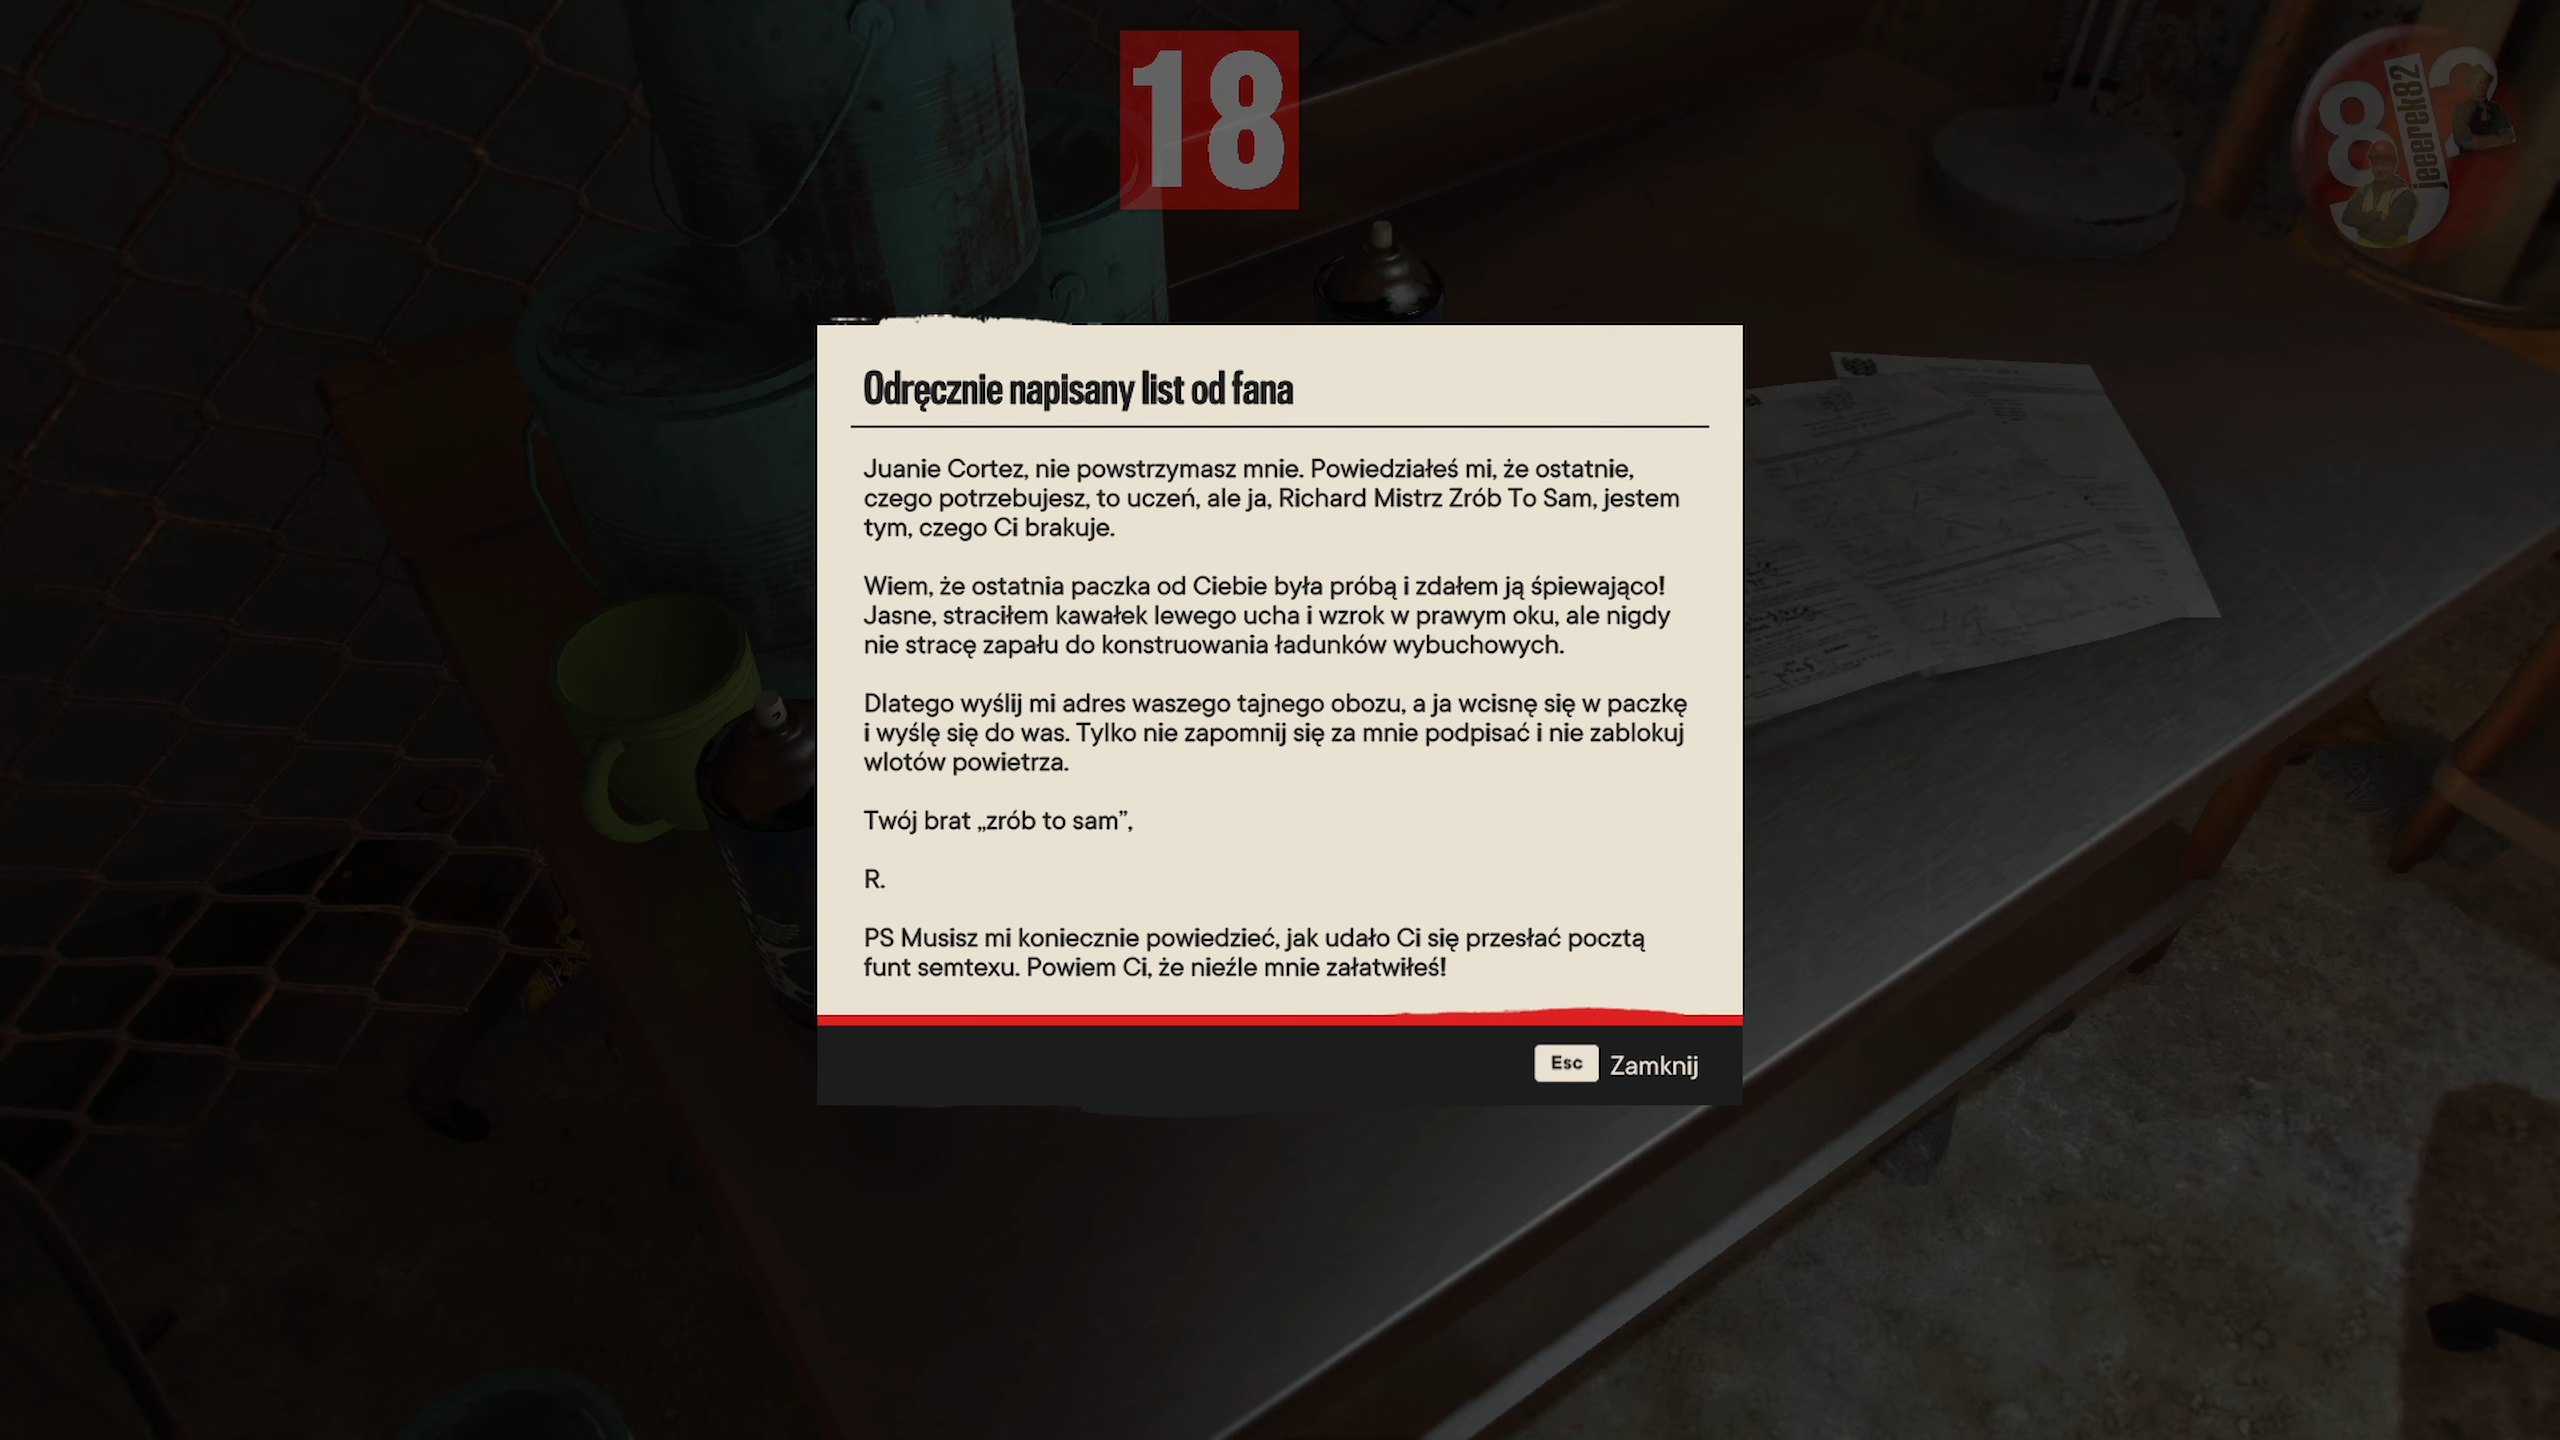 18
82
jeeerek82
Odręcznie napisany list od fana
Juanie Cortez, nie powstrzymasz mnie. Powiedziałeś mi, że ostatnie,
czego potrzebujesz, to uczeń, ale ja, Richard Mistrz Zrób To Sam, jestem
tym, czego Ci brakuje.
Wiem, że ostatnia paczka od Ciebie była próbą i zdałem ją śpiewająco!
Jasne, straciłem kawałek lewego ucha i wzrok w prawym oku, ale nigdy
nie stracę zapału do konstruowania ładunków wybuchowych.
Dlatego wyślij mi adres waszego tajnego obozu, a ja wcisnę się w paczkę
i wyślę się do was. Tylko nie zapomnij się za mnie podpisać i nie zablokuj
wlotów powietrza.
Twój brat „zrób to sam”,
R.
PS Musisz mi koniecznie powiedzieć, jak udało Ci się przesłać pocztą
funt semtexu. Powiem Ci, że nieźle mnie załatwiłeś!
Esc Zamknij